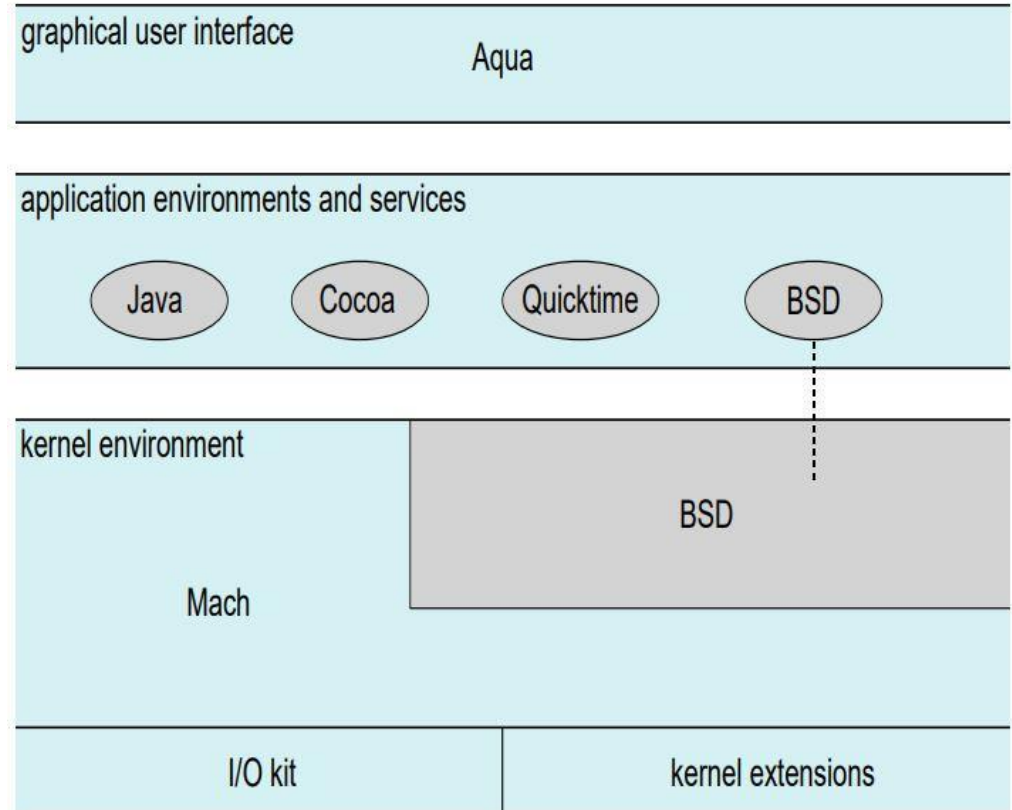 graphical user interface
Aqua
application environments and services
Java
Cocoa
Quicktime
BSD
kernel environment
BSD
Mach
I/O kit
kernel extensions